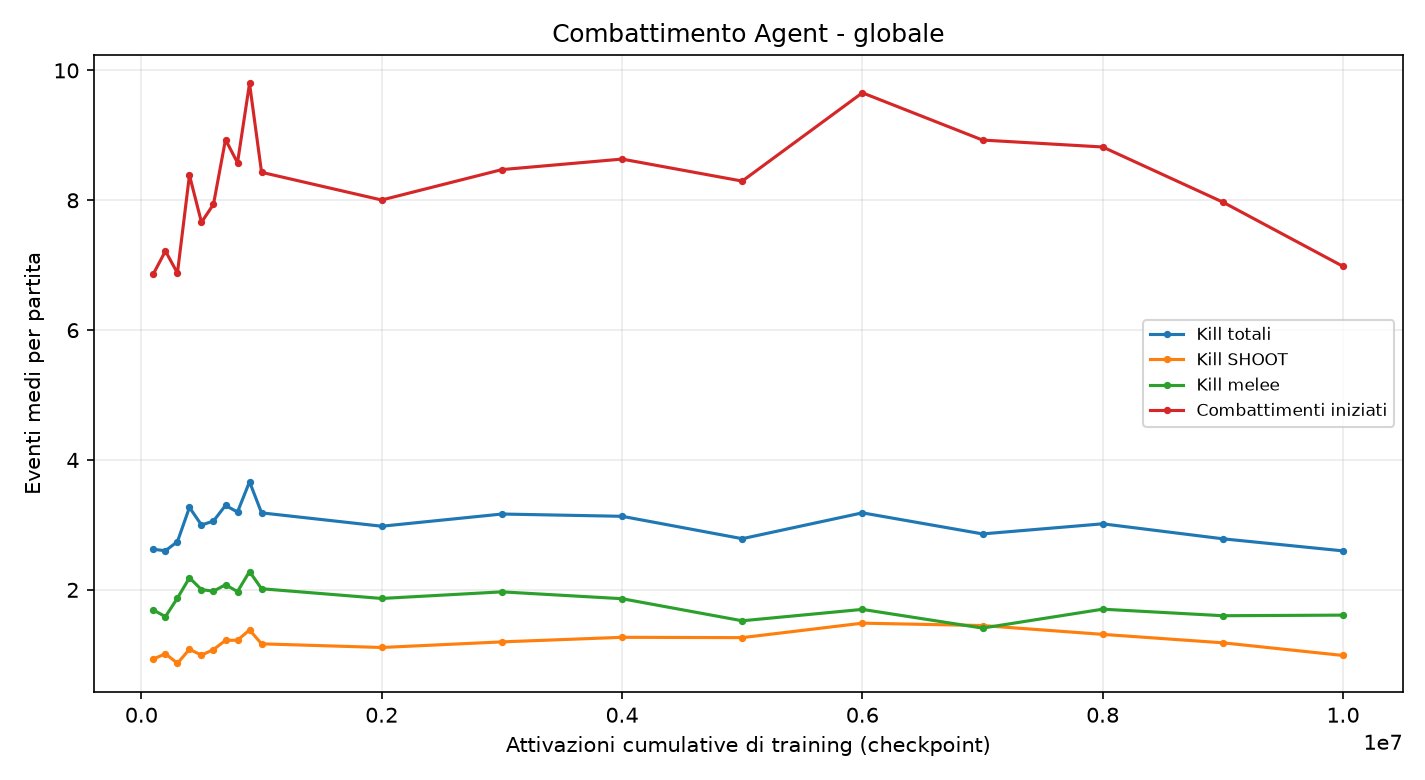 Combattimento Agent - globale
Eventi medi per partita
10
8
6
4
2
Kill totali
Kill SHOOT
Kill melee
Combattimenti iniziati
0.0
0.2
0.4
0.6
0.8
1.0
1e7
Attivazioni cumulative di training (checkpoint)